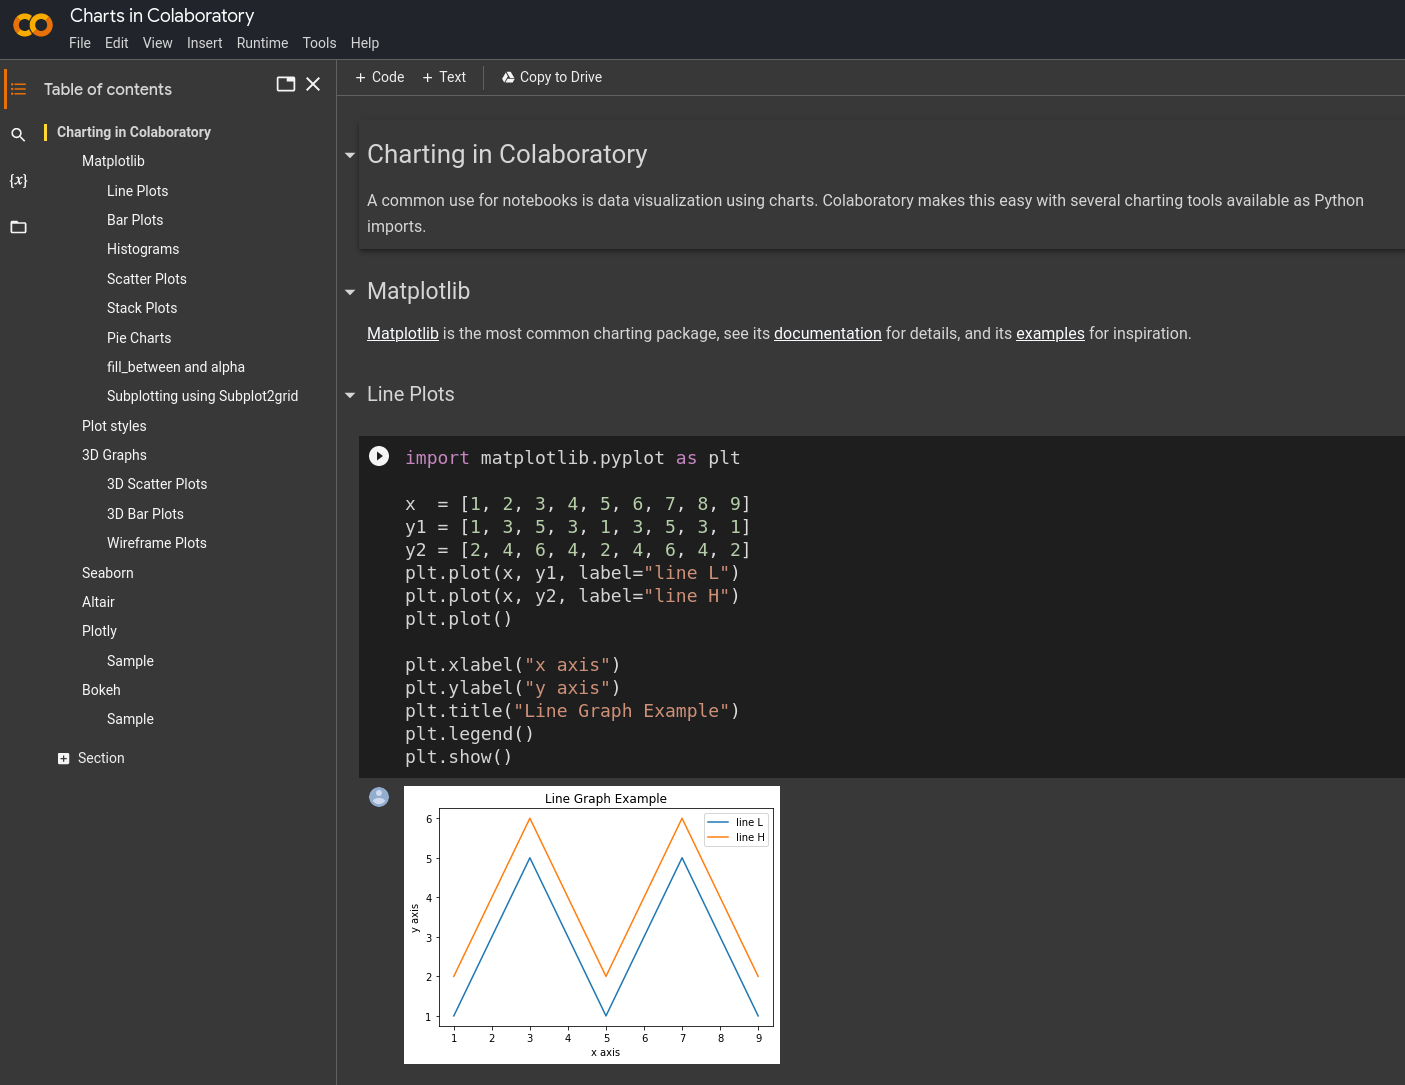 Charts in Colaboratory
File Edit View Insert Runtime Tools Help
Table of contents
Charting in Colaboratory
Matplotlib
Line Plots
Bar Plots
Histograms
Scatter Plots
Stack Plots
Pie Charts
fill_between and alpha
Subplotting using Subplot2grid
Plot styles
3D Graphs
3D Scatter Plots
3D Bar Plots
Wireframe Plots
Seaborn
Altair
Plotly
Sample
Bokeh
Sample
Section
{x}
+ Code + Text Copy to Drive
Charting in Colaboratory
A common use for notebooks is data visualization using charts. Colaboratory makes this easy with several charting tools available as Python
imports.
Matplotlib
Matplotlib is the most common charting package, see its documentation for details, and its examples for inspiration.
Line Plots
import matplotlib.pyplot as plt
x  = [1, 2, 3, 4, 5, 6, 7, 8, 9]
y1 = [1, 3, 5, 3, 1, 3, 5, 3, 1]
y2 = [2, 4, 6, 4, 2, 4, 6, 4, 2]
plt.plot(x, y1, label="line L")
plt.plot(x, y2, label="line H")
plt.plot()
plt.xlabel("x axis")
plt.ylabel("y axis")
plt.title("Line Graph Example")
plt.legend()
plt.show()
Line Graph Example
line L
line H
y axis
6
5
4
3
2
1
1 2 3 4 5 6 7 8 9
x axis